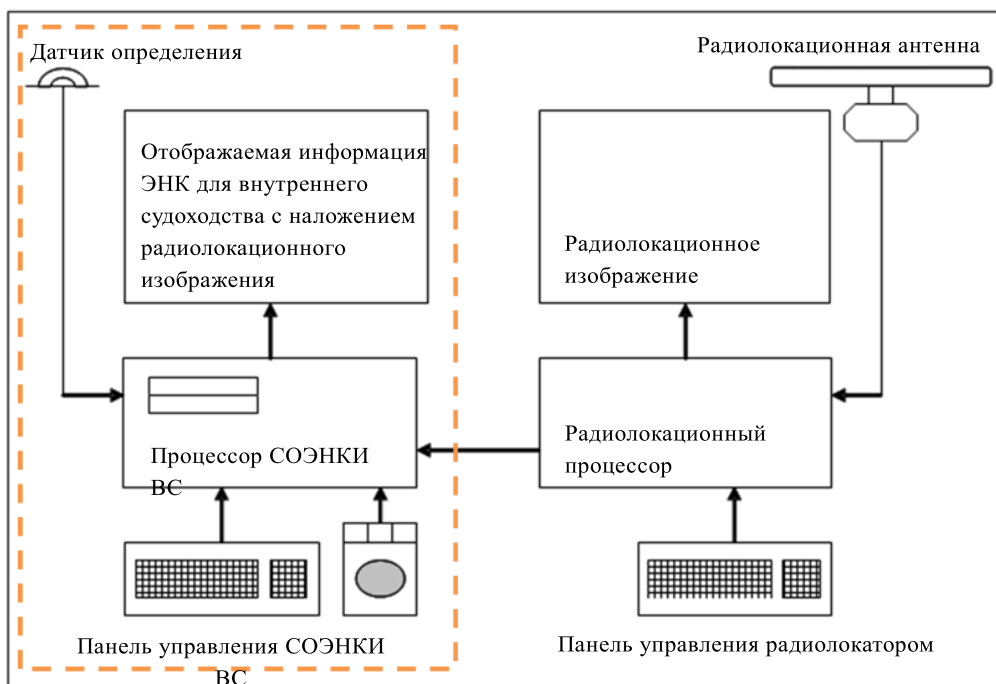 Датчик определения
Радиолокационная антенна
Отображаемая информация
ЭНК для внутреннего
судоходства с наложением
радиолокационного
изображения
Радиолокационное
изображение
Процессор СОЭНКИ
ВС
Радиолокационный
процессор
Панель управления СОЭНКИ
ВС
Панель управления радиолокатором